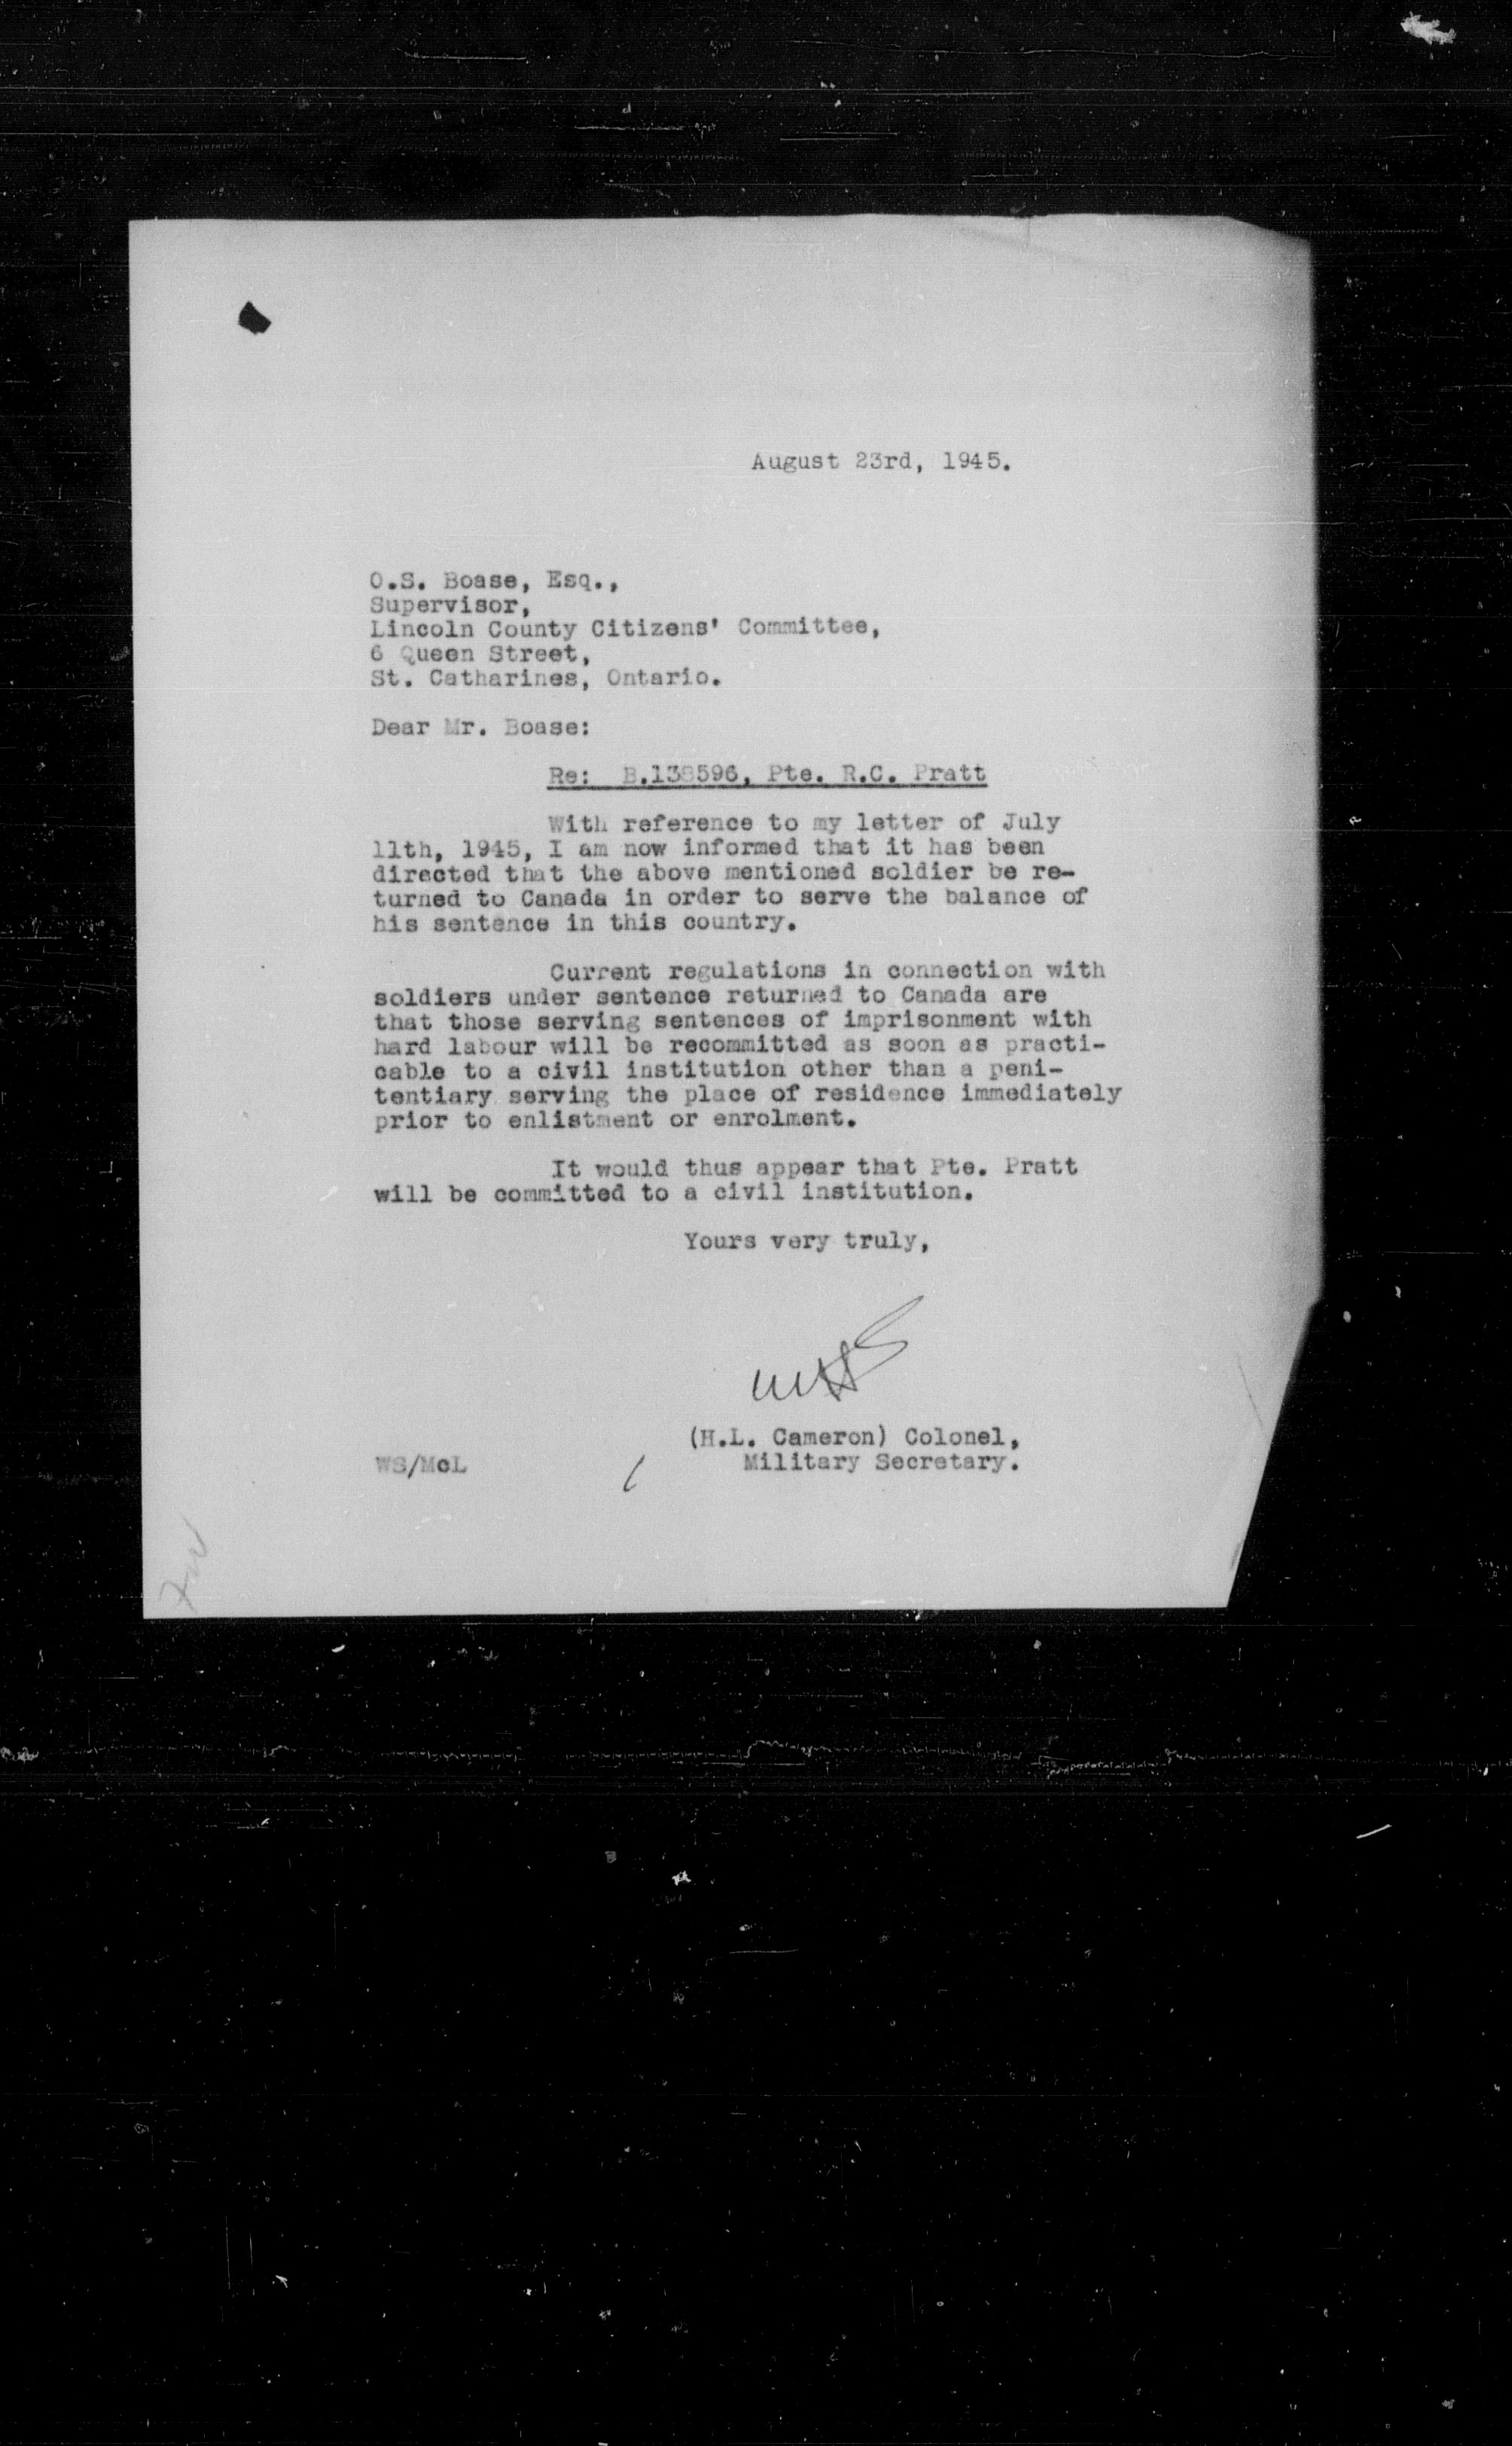 August 23rd, 1945.
O.S. Boase, Esq.,
Supervisor,
Lincoln County Citizens' Committee,
6 Queen Street,
St. Catharines, Ontario.
Dear Mr. Boase:
Re: B.138596, Pte. R.C. Pratt
With reference to my letter of July
11th, 1945, I am now informed that it has been
directed that the above mentioned soldier be re-
turned to Canada in order to serve the balance of
his sentence in this country.
Current regulations in connection with
soldiers under sentence returned to Canada are
that those serving sentences of imprisonment with
hard labour will be recommitted as soon as practi-
cable to a civil institution other than a peni-
tentiary serving the place of residence immediately
prior to enlistment or enrolment.
It would thus appear that Pte. Pratt
will be committed to a civil institution.
Yours very truly,
(H.L. Cameron) Colonel,
Military Secretary.
WS/McL